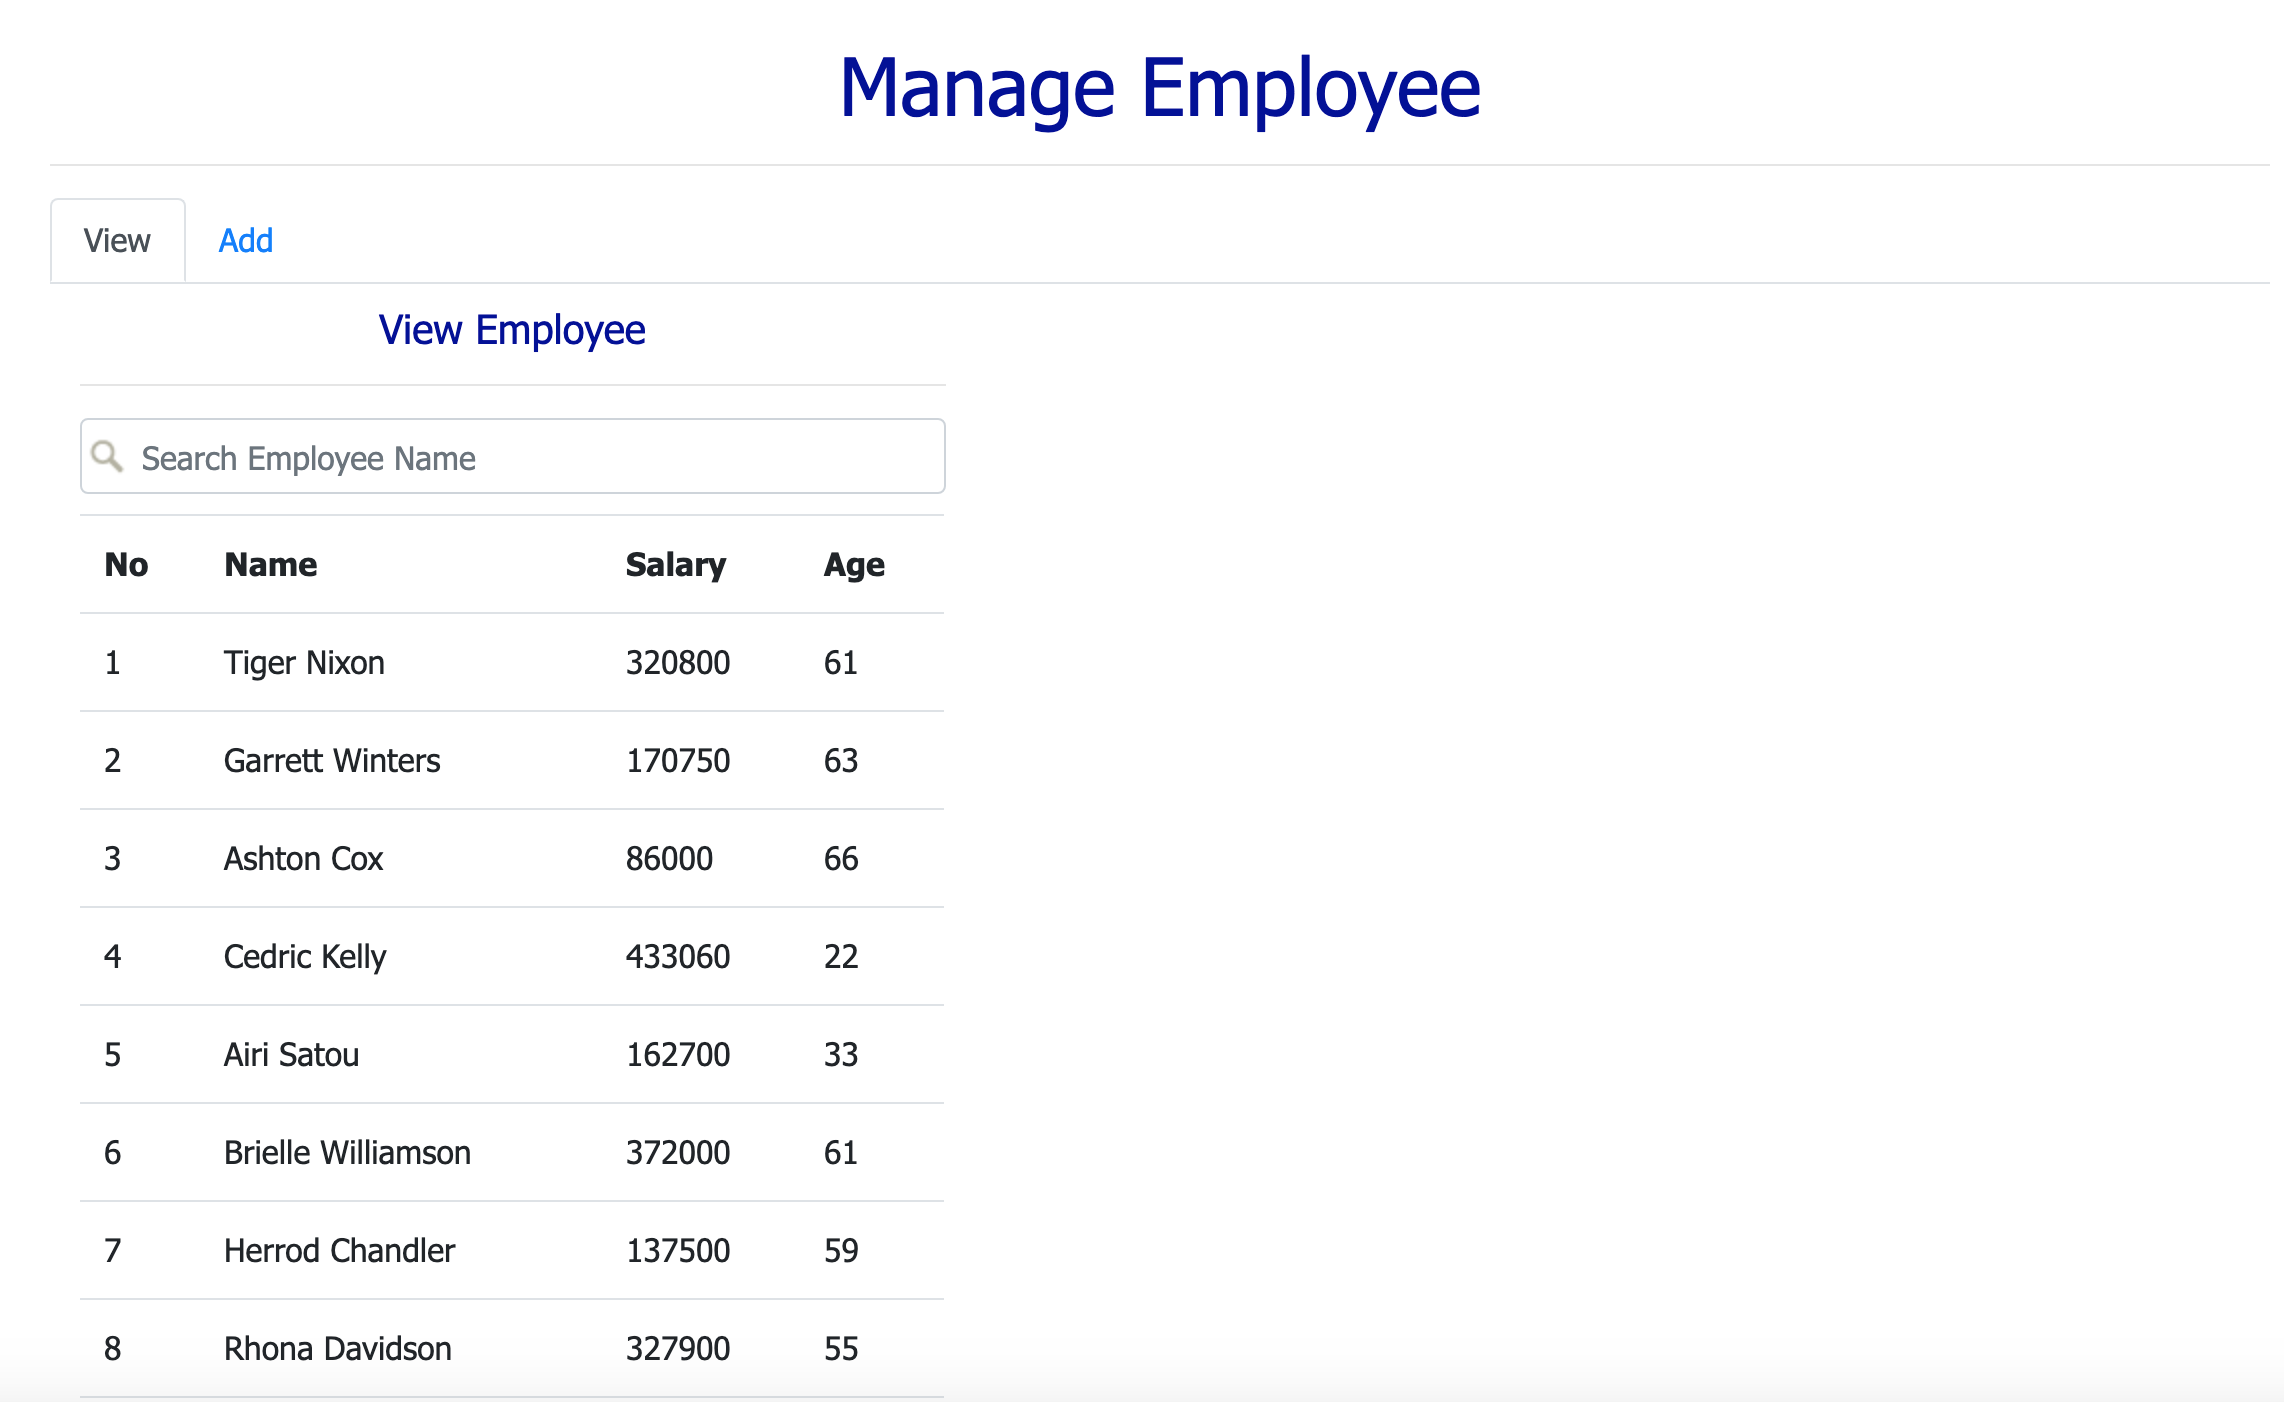 Manage Employee
View Add
View Employee
Search Employee Name
No Name Salary Age
1 Tiger Nixon 320800 61
2 Garrett Winters 170750 63
3 Ashton Cox 86000 66
4 Cedric Kelly 433060 22
5 Airi Satou 162700 33
6 Brielle Williamson 372000 61
7 Herrod Chandler 137500 59
8 Rhona Davidson 327900 55